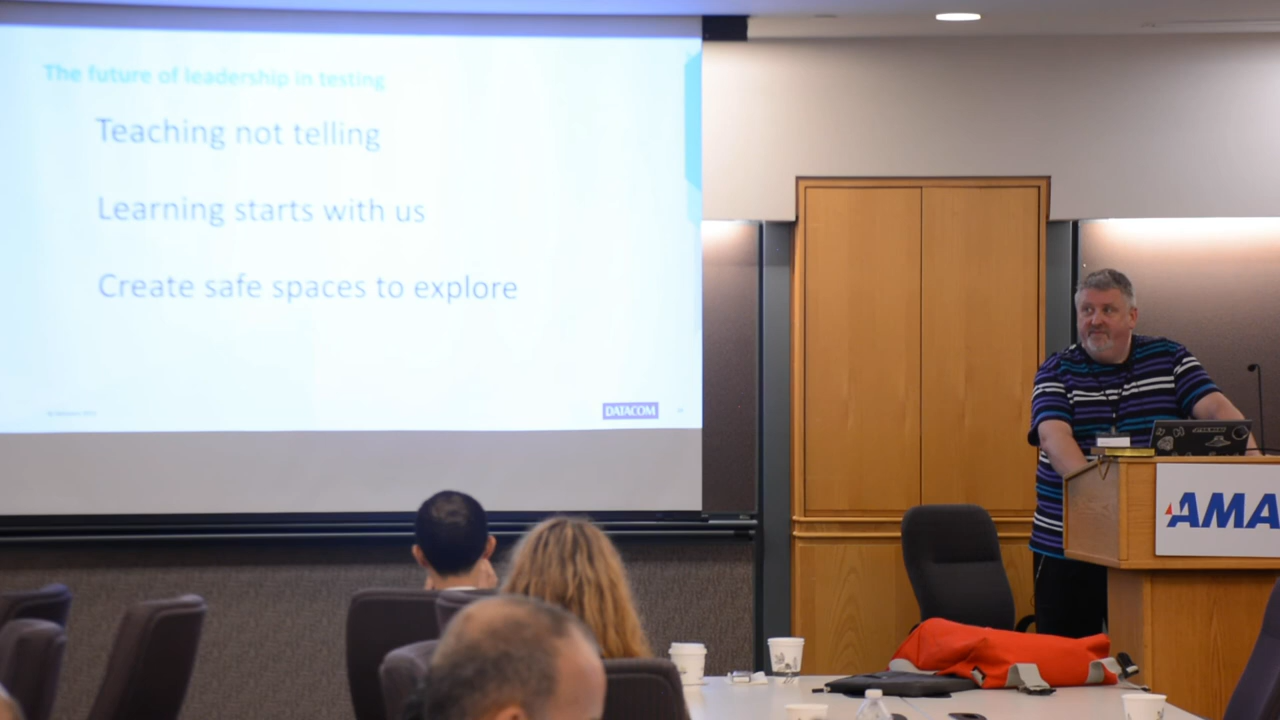 The future of leadership in testing
Teaching not telling
Learning starts with us
Create safe spaces to explore
DATACOM
AMA